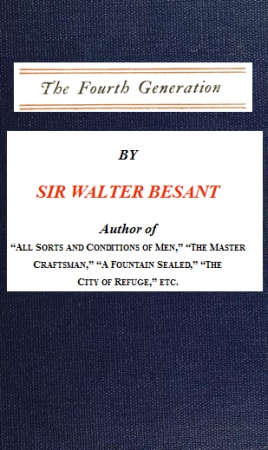 The Fourth Generation
BY
SIR WALTER BESANT
Author of
“ALL SORTS AND CONDITIONS OF MEN,” “THE MASTER
CRAFTSMAN,” “A FOUNTAIN SEALED,” “THE
CITY OF REFUGE,” ETC.